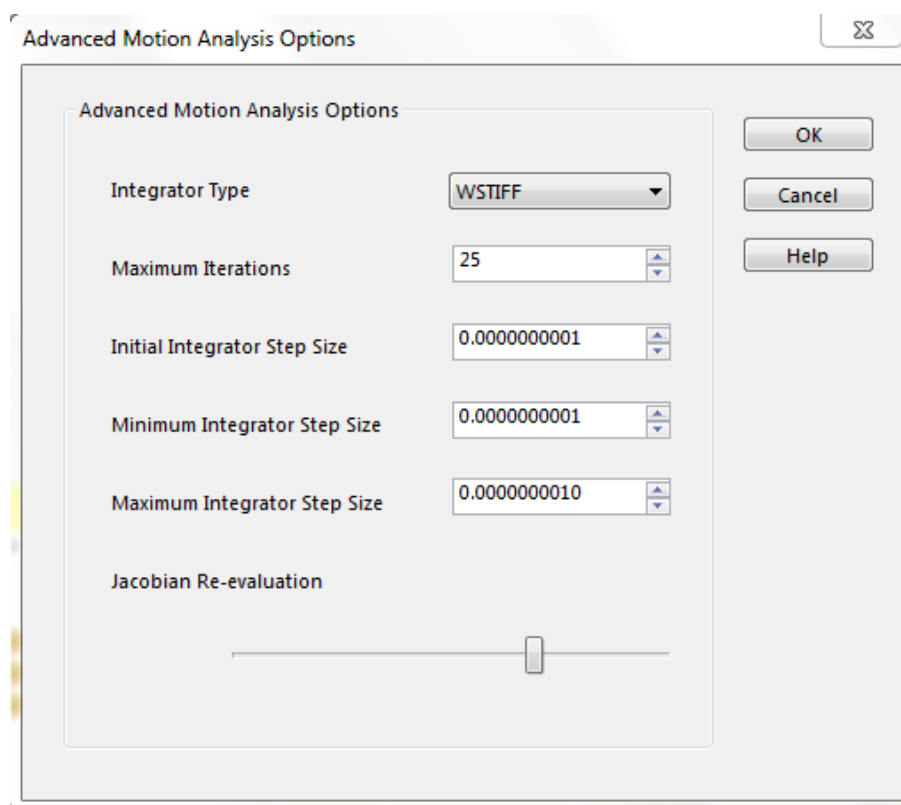 Advanced Motion Analysis Options
Advanced Motion Analysis Options
OK
Integrator Type WSTIFF
Cancel
Maximum Iterations 25
Help
Initial Integrator Step Size 0.0000000001
Minimum Integrator Step Size 0.0000000001
Maximum Integrator Step Size 0.0000000010
Jacobian Re-evaluation